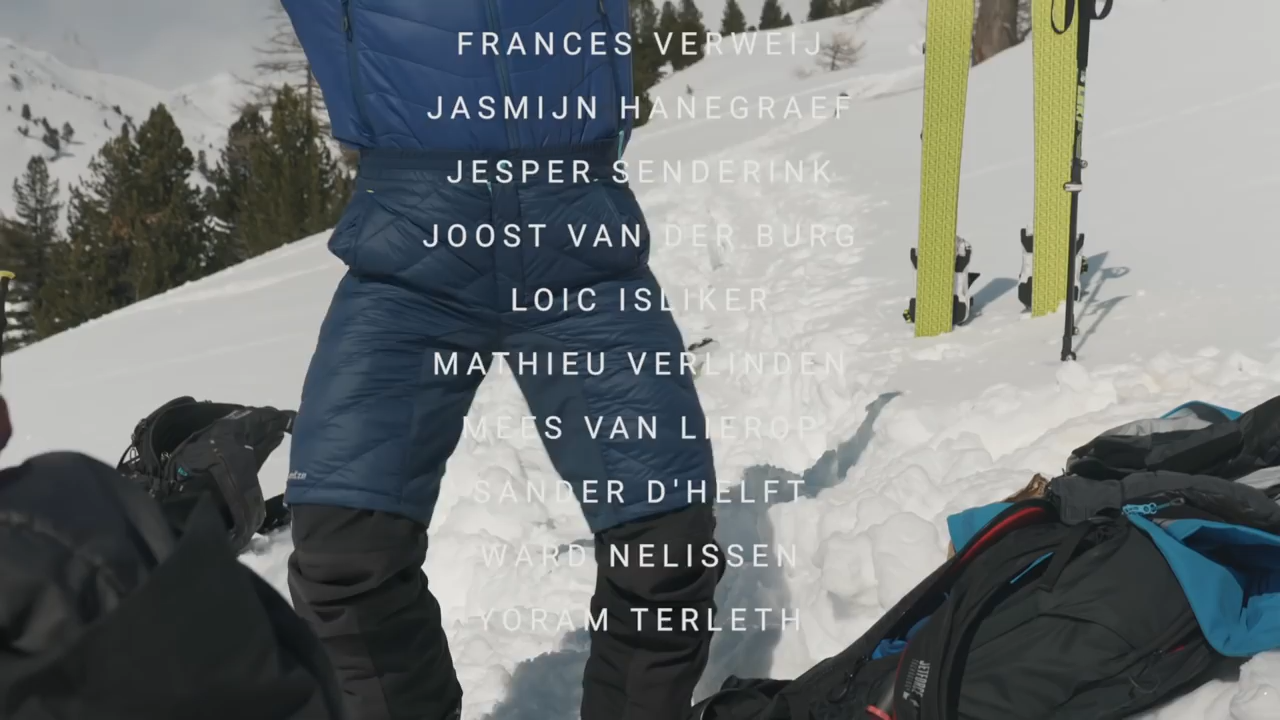 FRANCES VERWEIJ
JASMIJN HANEGRAEF
JESPER SENDERINK
JOOST VAN DER BURG
LOIC ISLIKER
MATHIEU VERLINDEN
MEES VAN LIEROP
SANDER D'HELFT
WARD NELISSEN
YORAM TERLETH
JETFORCE